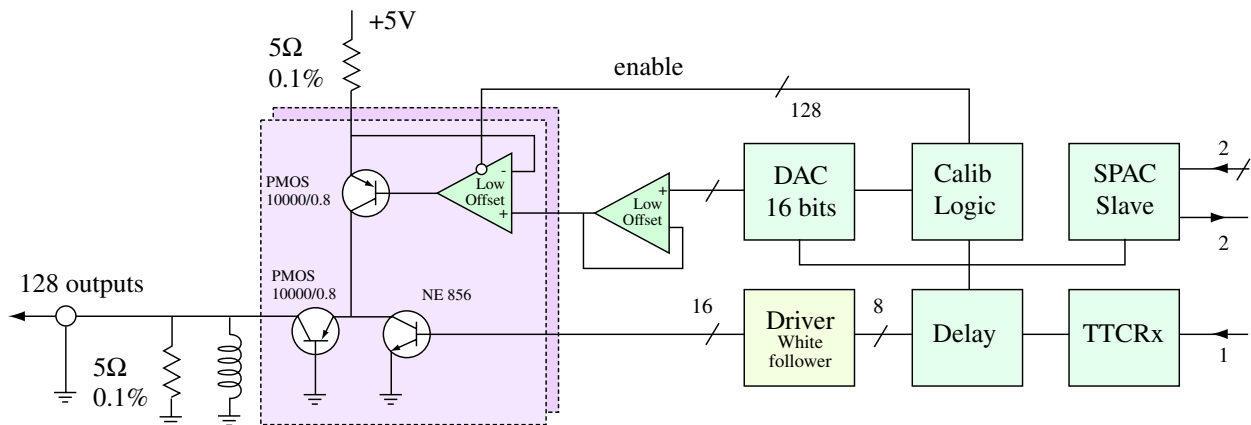 +5V
5Ω
0.1%
enable
128
PMOS
10000/0.8
-
Low
Offset
+
+
Low
Offset
DAC
16 bits
Calib
Logic
SPAC
Slave
2
2
128 outputs
PMOS
10000/0.8
NE 856
16
Driver
White
follower
8
Delay
TTCRx
1
5Ω
0.1%